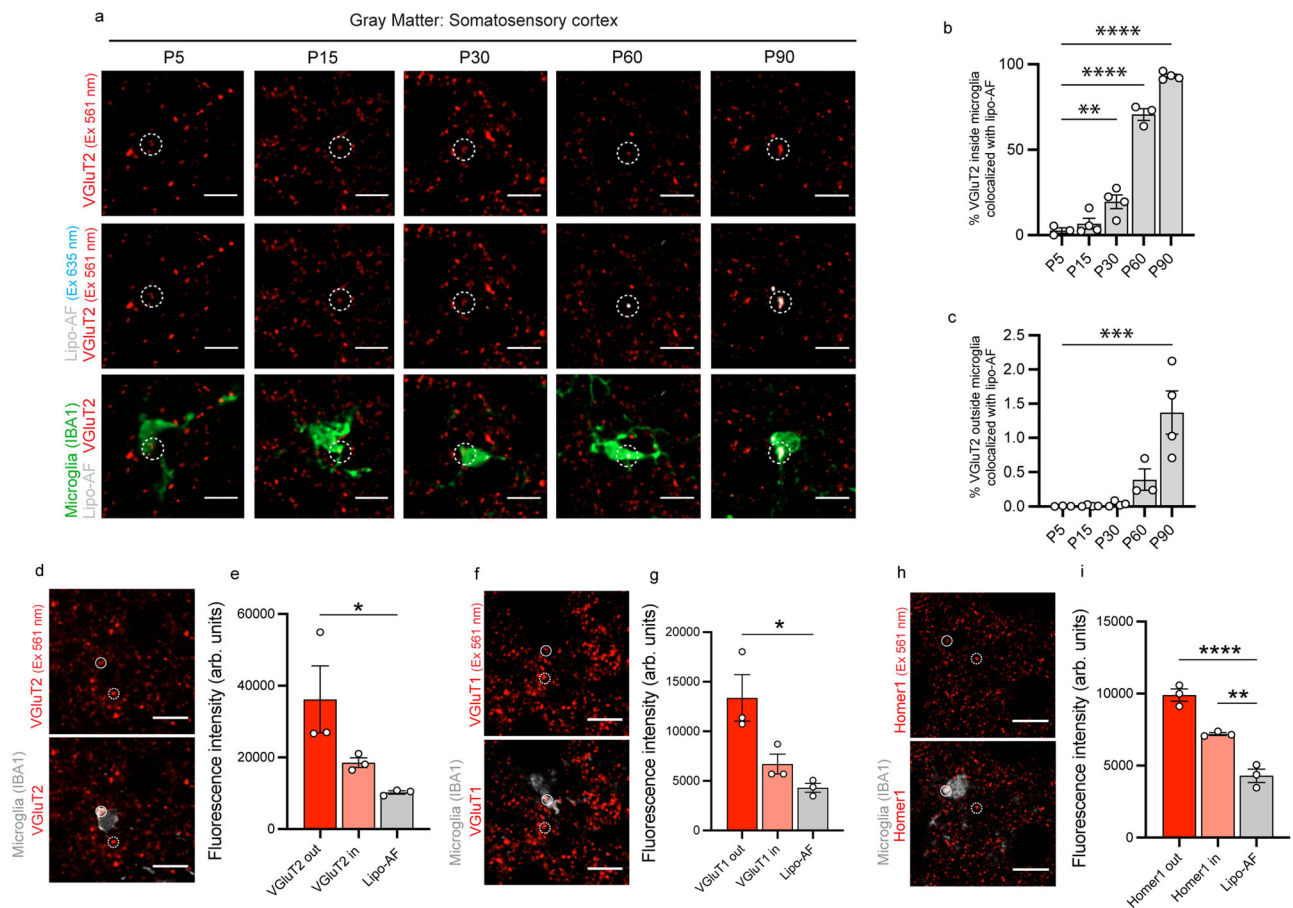 a
Gray Matter: Somatosensory cortex
P5 P15 P30 P60 P90
VGluT2 (Ex 561 nm)
Lipo-AF (Ex 635 nm)
VGluT2 (Ex 561 nm)
Microglia (IBA1)
Lipo-AF VGluT2
b
% VGluT2 inside microglia
colocalized with lipo-AF
****
****
**
100
50
0
P5 P15 P30 P60 P90
c
% VGluT2 outside microglia
colocalized with lipo-AF
***
2.5
2.0
1.5
1.0
0.5
0.0
P5 P15 P30 P60 P90
d
VGluT2 (Ex 561 nm)
Microglia (IBA1)
VGluT2
e
Fluorescence intensity (arb. units)
*
60000
40000
20000
0
VGluT2 out
VGluT2 in
Lipo-AF
f
VGluT1 (Ex 561 nm)
Microglia (IBA1)
VGluT1
g
Fluorescence intensity (arb. units)
*
20000
15000
10000
5000
0
VGluT1 out
VGluT1 in
Lipo-AF
h
Homer1 (Ex 561 nm)
Microglia (IBA1)
Homer1
i
Fluorescence intensity (arb. units)
****
**
15000
10000
5000
0
Homer1 out
Homer1 in
Lipo-AF